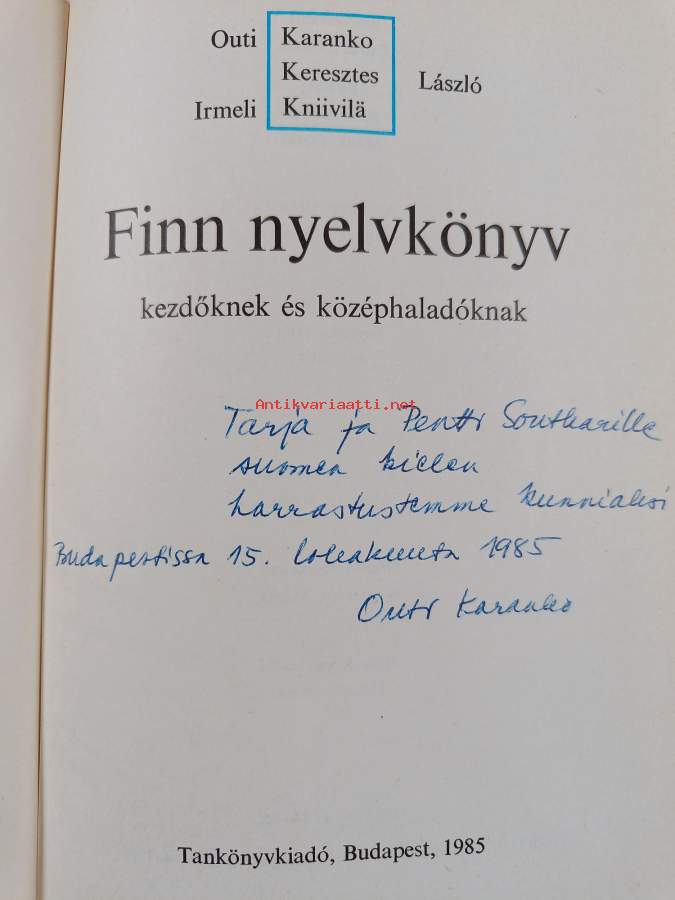 Outi Karanko
Keresztes László
Irmeli Kniivilä
Finn nyelvkönyv
kezdőknek és középhaladóknak
Antikvariaatti.net
Tarja ja Pentti Soutkarille
suomen kielen
harrastustemme kunniaksi
Budapestissa 15. lokakuuta 1985
Outi Karanko
Tankönyvkiadó, Budapest, 1985